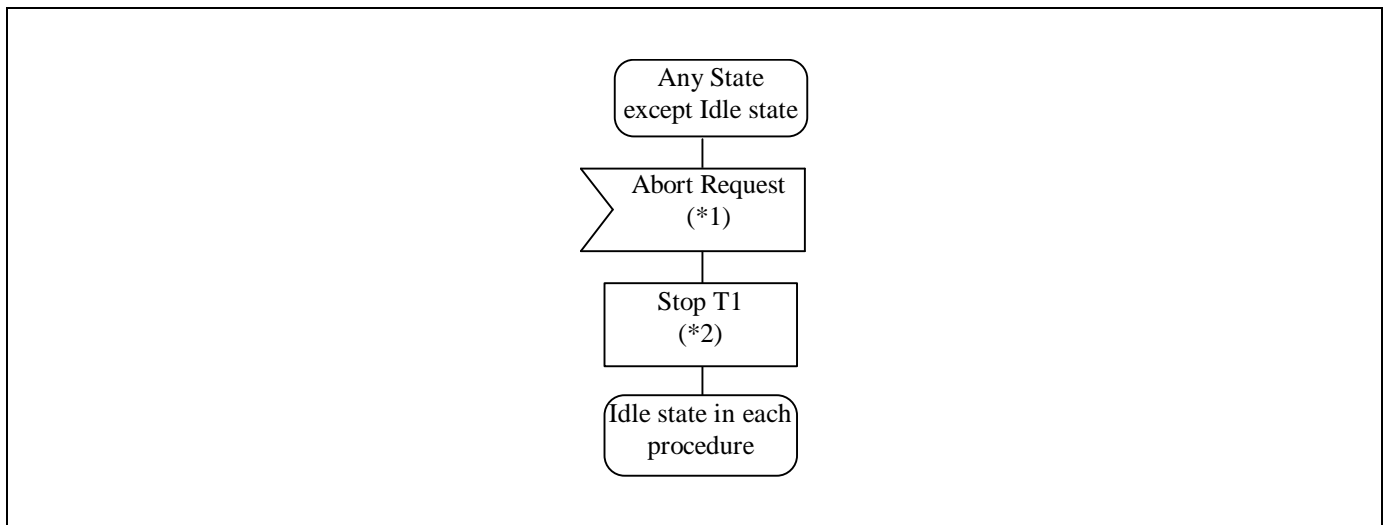 Any State
except Idle state
Abort Request
(*1)
Stop T1
(*2)
Idle state in each
procedure